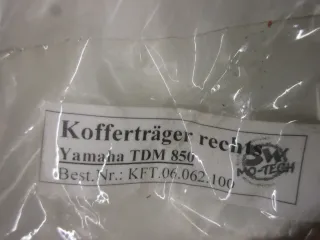 Kofferträger rechts
Yamaha TDM 850
Best.Nr.: KFT.06.062.100
SW
MO-TECH